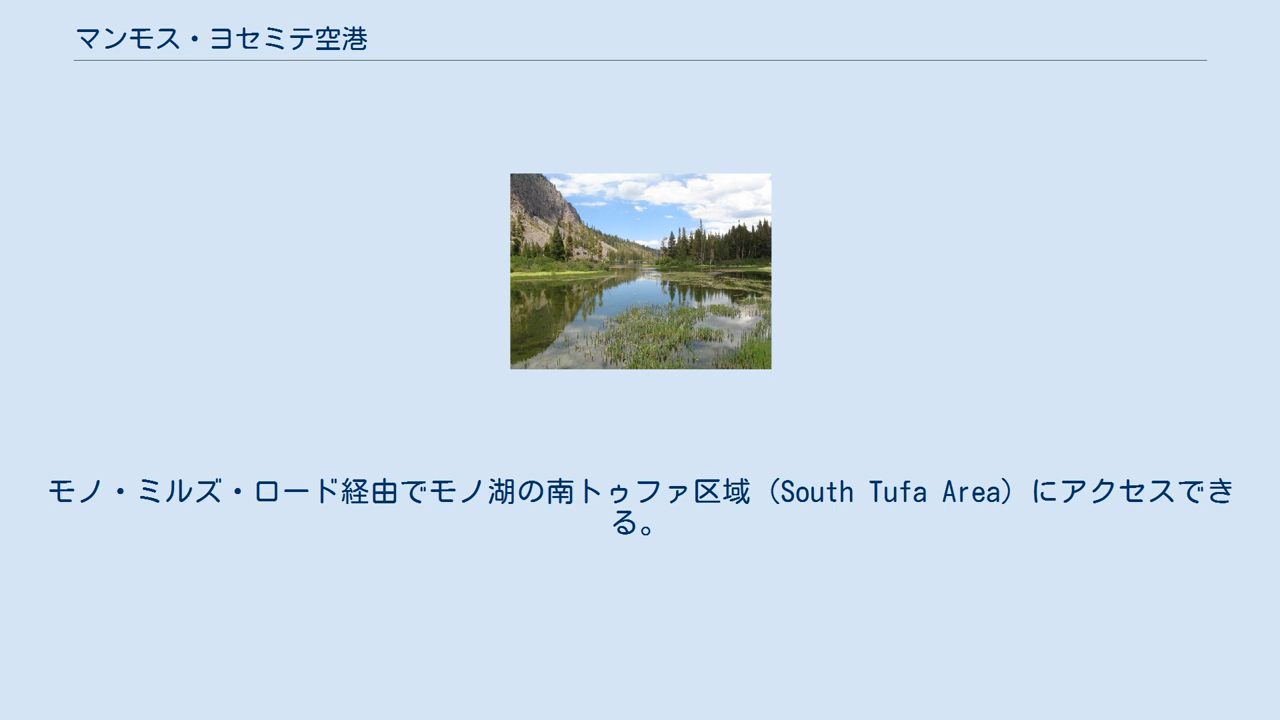 マンモス・ヨセミテ空港
モノ・ミルズ・ロード経由でモノ湖の南トゥファ区域（South Tufa Area）にアクセスでき
る。